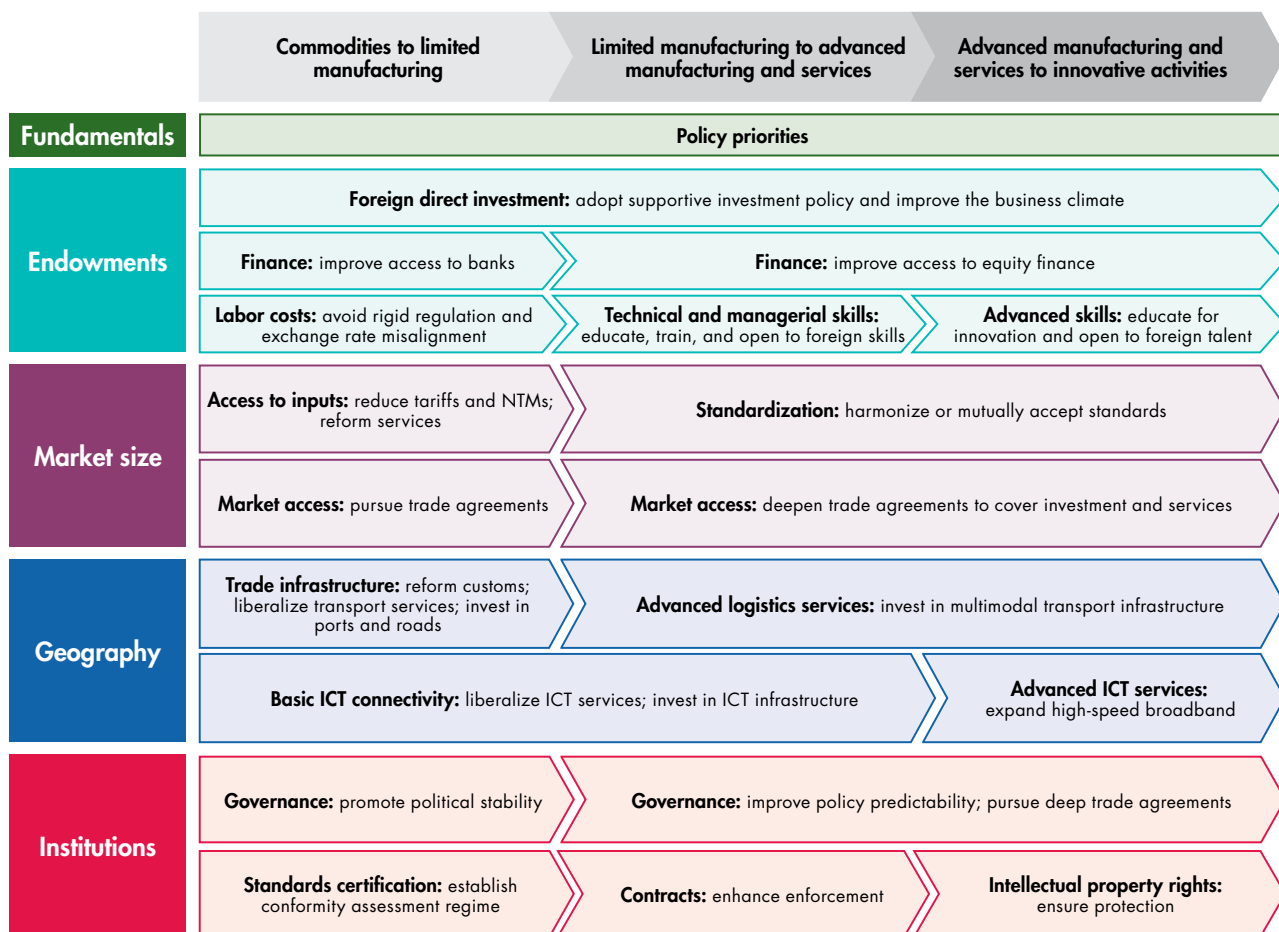 Commodities to limited
manufacturing
Limited manufacturing to advanced
manufacturing and services
Advanced manufacturing and
services to innovative activities
Fundamentals
Policy priorities
Endowments
Foreign direct investment: adopt supportive investment policy and improve the business climate
Finance: improve access to banks
Finance: improve access to equity finance
Labor costs: avoid rigid regulation and
exchange rate misalignment
Technical and managerial skills:
educate, train, and open to foreign skills
Advanced skills: educate for
innovation and open to foreign talent
Market size
Access to inputs: reduce tariffs and NTMs;
reform services
Standardization: harmonize or mutually accept standards
Market access: pursue trade agreements
Market access: deepen trade agreements to cover investment and services
Geography
Trade infrastructure: reform customs;
liberalize transport services; invest in
ports and roads
Advanced logistics services: invest in multimodal transport infrastructure
Basic ICT connectivity: liberalize ICT services; invest in ICT infrastructure
Advanced ICT services:
expand high-speed broadband
Institutions
Governance: promote political stability
Governance: improve policy predictability; pursue deep trade agreements
Standards certification: establish
conformity assessment regime
Contracts: enhance enforcement
Intellectual property rights:
ensure protection